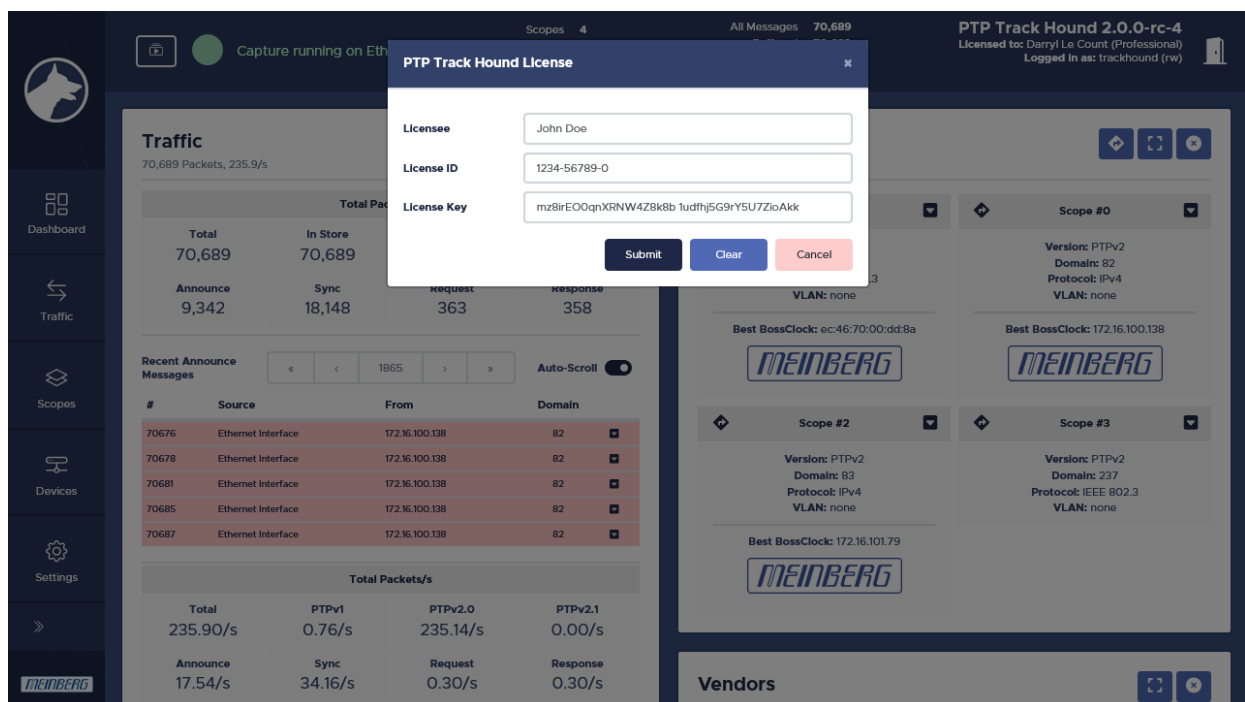 Scopes 4
All Messages 70,689
PTP Track Hound 2.0.0-rc-4
Licensed to: Darryl Le Count (Professional)
Logged in as: trackhound (rw)
Capture running on Eth
PTP Track Hound License
Licensee John Doe
License ID 1234-56789-0
License Key mz8irEO0qnXRNW4Z8k8b 1udfhj5G9rY5U7ZioAkk
Submit Clear Cancel
Dashboard
Traffic
Scopes
Devices
Settings
MEINBERG
Traffic
70,689 Packets, 235.9/s
Total Pac
Total In Store
70,689 70,689
Announce Sync Request Response
9,342 18,148 363 358
Recent Announce
Messages
« ‹ 1865 › » Auto-Scroll
# Source From Domain
70676 Ethernet Interface 172.16.100.138 82
70678 Ethernet Interface 172.16.100.138 82
70681 Ethernet Interface 172.16.100.138 82
70685 Ethernet Interface 172.16.100.138 82
70687 Ethernet Interface 172.16.100.138 82
Total Packets/s
Total PTPv1 PTPv2.0 PTPv2.1
235.90/s 0.76/s 235.14/s 0.00/s
Announce Sync Request Response
17.54/s 34.16/s 0.30/s 0.30/s
.3
VLAN: none
Best BossClock: ec:46:70:00:dd:8a
MEINBERG
Scope #0
Version: PTPv2
Domain: 82
Protocol: IPv4
VLAN: none
Best BossClock: 172.16.100.138
MEINBERG
Scope #2
Version: PTPv2
Domain: 83
Protocol: IPv4
VLAN: none
Best BossClock: 172.16.101.79
MEINBERG
Scope #3
Version: PTPv2
Domain: 237
Protocol: IEEE 802.3
VLAN: none
Vendors